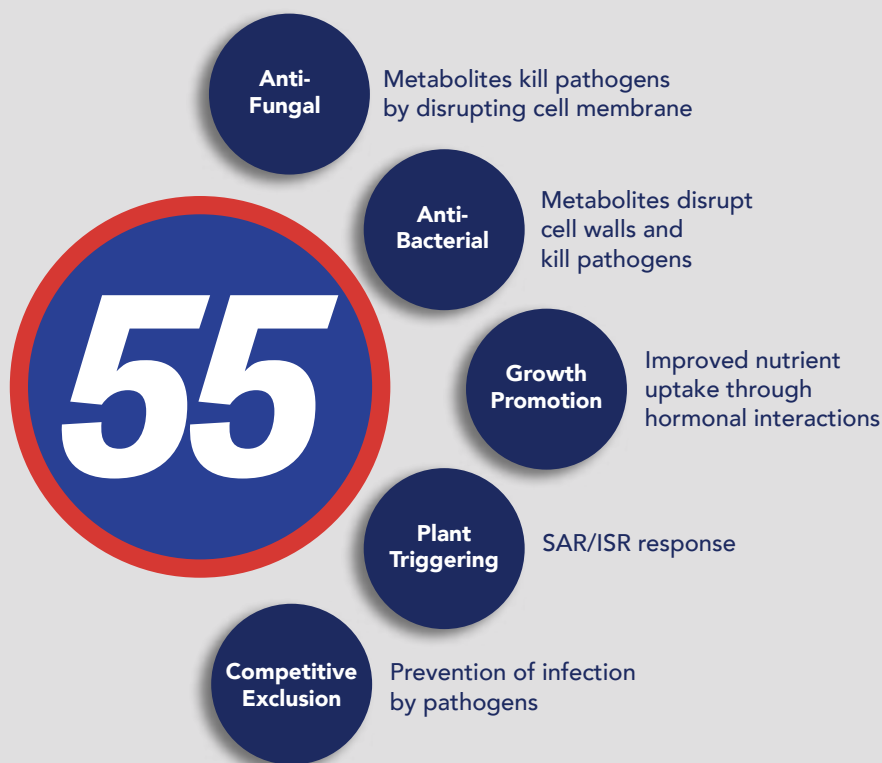 Anti-
Fungal
Metabolites kill pathogens
by disrupting cell membrane
Anti-
Bacterial
Metabolites disrupt
cell walls and
kill pathogens
55
Growth
Promotion
Improved nutrient
uptake through
hormonal interactions
Plant
Triggering
SAR/ISR response
Competitive
Exclusion
Prevention of infection
by pathogens